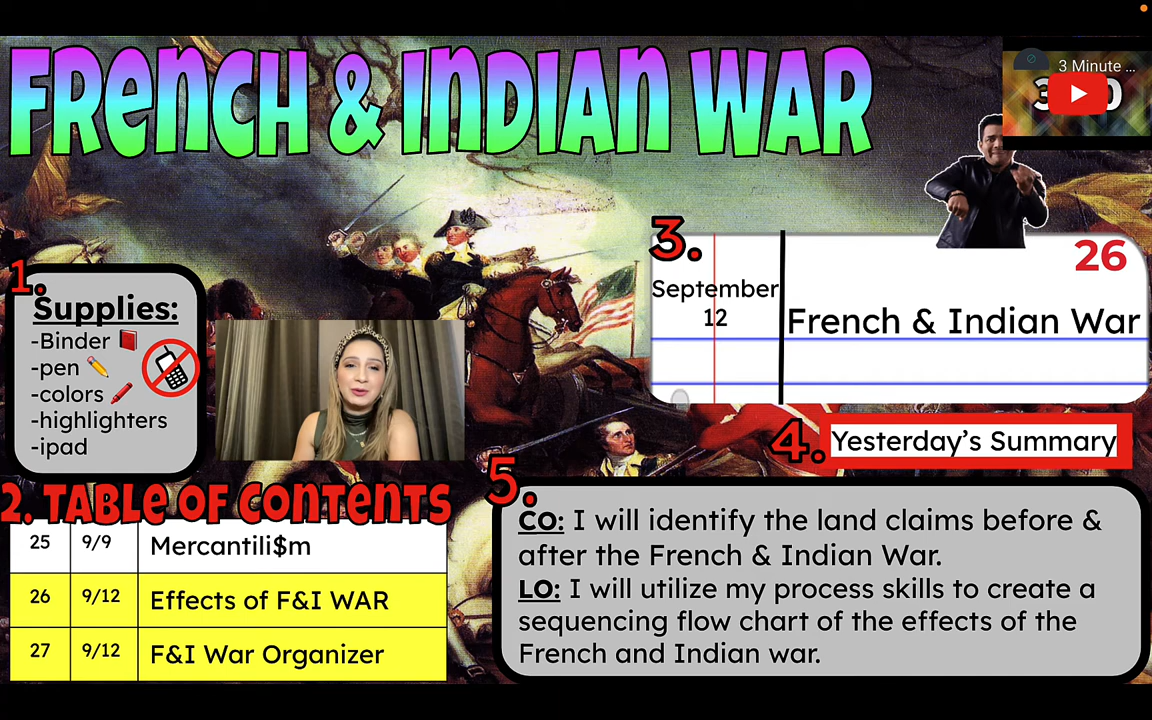 FRENCH & INDIAN WAR
3 Minute ...
1.
Supplies:
-Binder
-pen
-colors
-highlighters
-ipad
2. TABLE OF CONTENTS
25 9/9 Mercantili$m
26 9/12 Effects of F&I WAR
27 9/12 F&I War Organizer
3.
26
September
12
French & Indian War
4. Yesterday's Summary
5.
CO: I will identify the land claims before &
after the French & Indian War.
LO: I will utilize my process skills to create a
sequencing flow chart of the effects of the
French and Indian war.